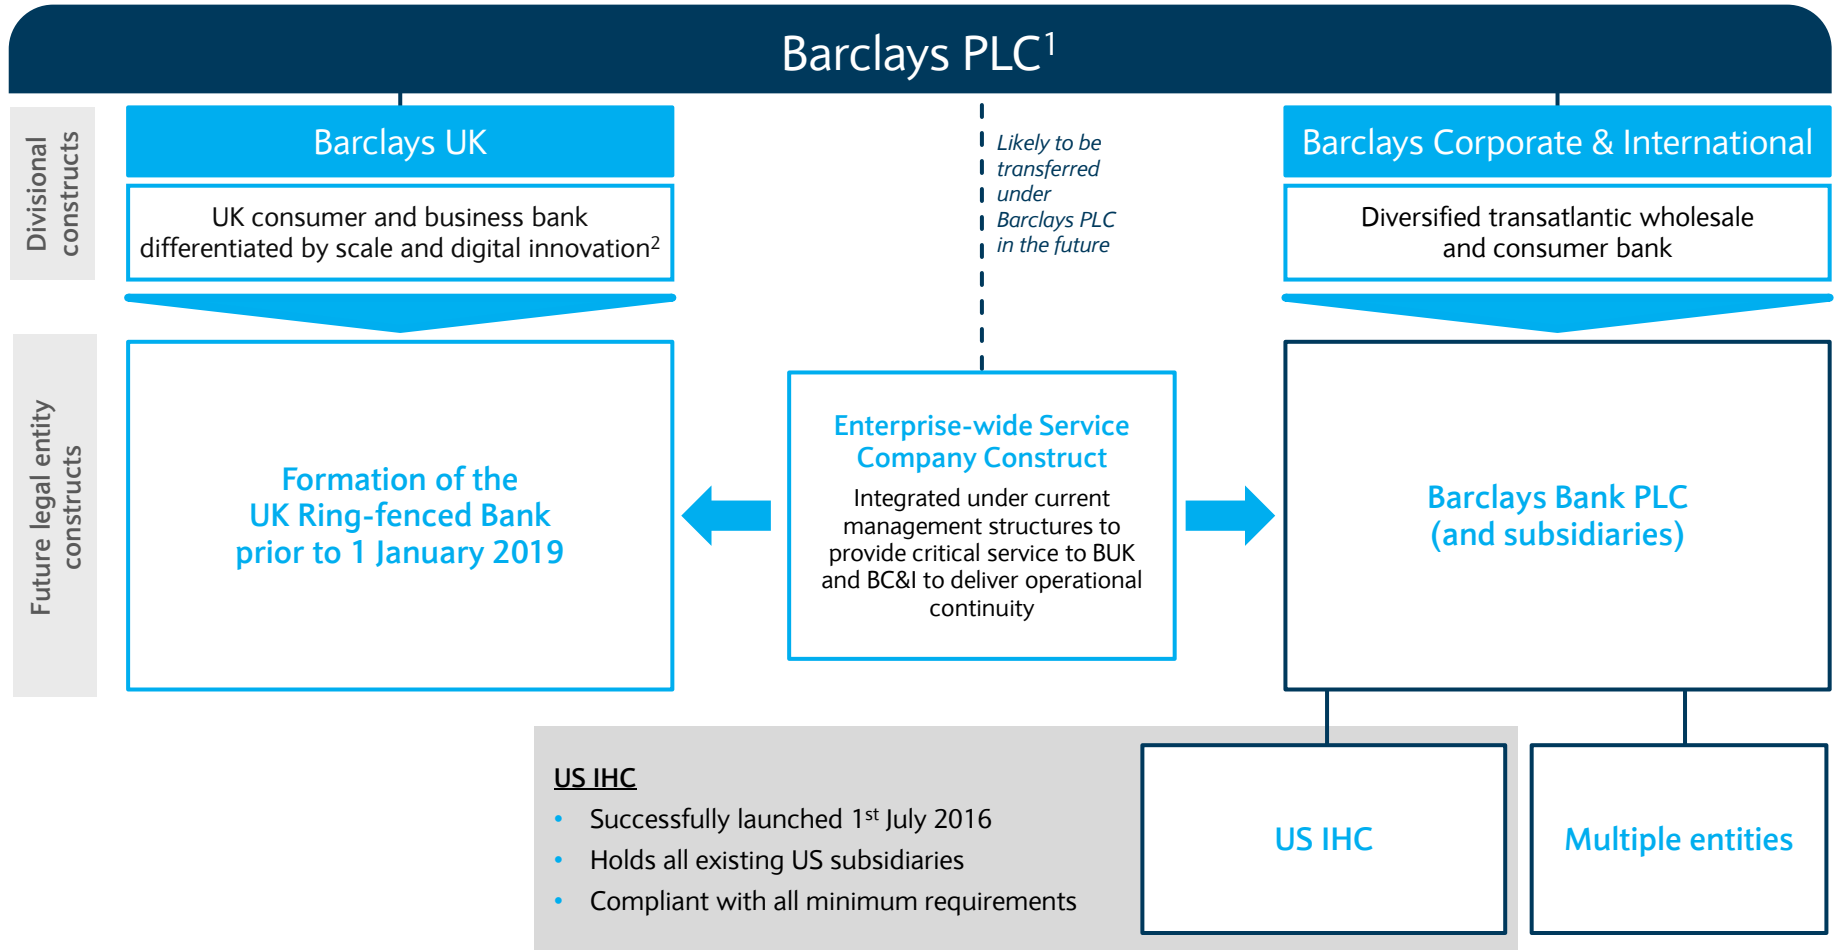 Barclays PLC1
Divisional
constructs
Barclays UK
UK consumer and business bank
differentiated by scale and digital innovation2
Likely to be
transferred
under
Barclays PLC
in the future
Barclays Corporate & International
Diversified transatlantic wholesale
and consumer bank
Future legal entity
constructs
Formation of the
UK Ring-fenced Bank
prior to 1 January 2019
Enterprise-wide Service
Company Construct
Integrated under current
management structures to
provide critical service to BUK
and BC&I to deliver operational
continuity
Barclays Bank PLC
(and subsidiaries)
US IHC
• Successfully launched 1st July 2016
• Holds all existing US subsidiaries
• Compliant with all minimum requirements
US IHC
Multiple entities